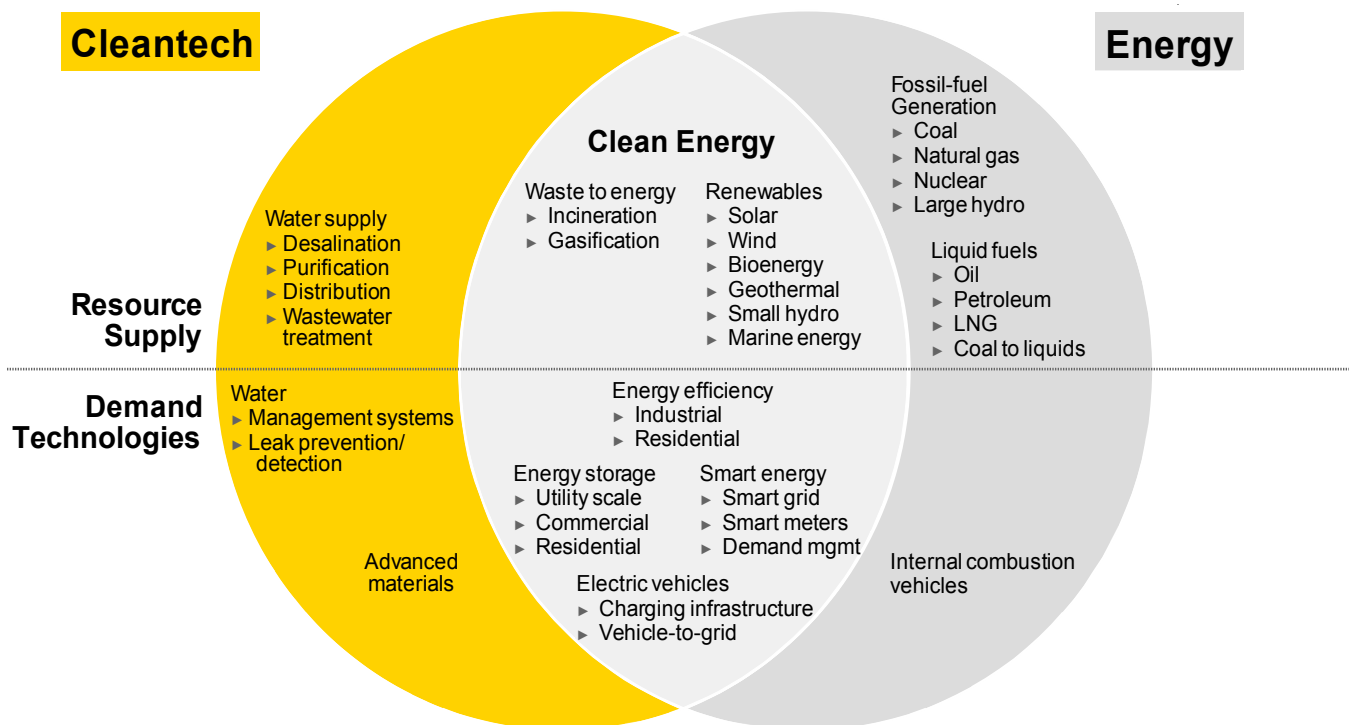 Cleantech
Energy
Clean Energy
Fossil-fuel
Generation
► Coal
► Natural gas
► Nuclear
► Large hydro
Waste to energy
► Incineration
► Gasification
Renewables
► Solar
► Wind
► Bioenergy
► Geothermal
► Small hydro
► Marine energy
Water supply
► Desalination
► Purification
► Distribution
► Wastewater
treatment
Liquid fuels
► Oil
► Petroleum
► LNG
► Coal to liquids
Resource
Supply
Demand
Technologies
Water
► Management systems
► Leak prevention/
detection
Energy efficiency
► Industrial
► Residential
Energy storage
► Utility scale
► Commercial
► Residential
Smart energy
► Smart grid
► Smart meters
► Demand mgmt
Advanced
materials
Electric vehicles
► Charging infrastructure
► Vehicle-to-grid
Internal combustion
vehicles